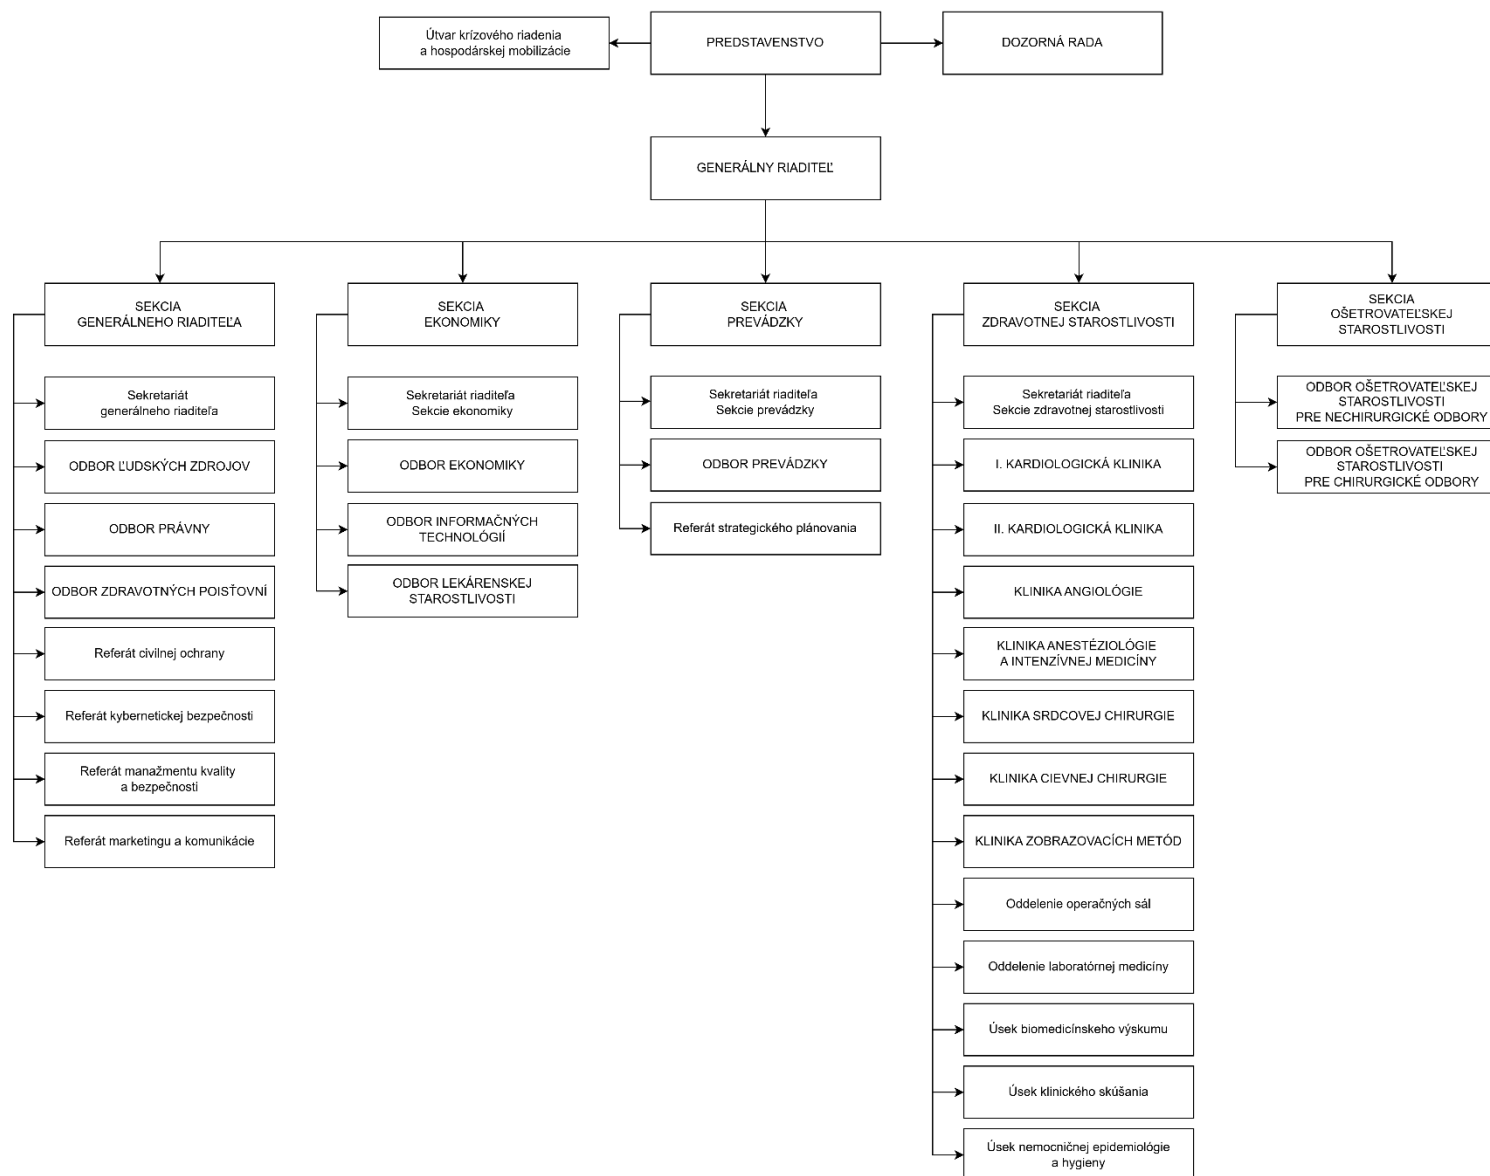 Útvar krízového riadenia
a hospodárskej mobilizácie
PREDSTAVENSTVO
DOZORNÁ RADA
GENERÁLNY RIADITEĽ
SEKCIA
GENERÁLNEHO RIADITEĽA
Sekretariát
generálneho riaditeľa
ODBOR ĽUDSKÝCH ZDROJOV
ODBOR PRÁVNY
ODBOR ZDRAVOTNÝCH POISŤOVNÍ
Referát civilnej ochrany
Referát kybernetickej bezpečnosti
Referát manažmentu kvality
a bezpečnosti
Referát marketingu a komunikácie
SEKCIA
EKONOMIKY
Sekretariát riaditeľa
Sekcie ekonomiky
ODBOR EKONOMIKY
ODBOR INFORMAČNÝCH
TECHNOLÓGIÍ
ODBOR LEKÁRENSKEJ
STAROSTLIVOSTI
SEKCIA
PREVÁDZKY
Sekretariát riaditeľa
Sekcie prevádzky
ODBOR PREVÁDZKY
Referát strategického plánovania
SEKCIA
ZDRAVOTNEJ STAROSTLIVOSTI
Sekretariát riaditeľa
Sekcie zdravotnej starostlivosti
I. KARDIOLOGICKÁ KLINIKA
II. KARDIOLOGICKÁ KLINIKA
KLINIKA ANGIOLÓGIE
KLINIKA ANESTÉZIOLÓGIE
A INTENZÍVNEJ MEDICÍNY
KLINIKA SRDCOVEJ CHIRURGIE
KLINIKA CIEVNEJ CHIRURGIE
KLINIKA ZOBRAZOVACÍCH METÓD
Oddelenie operačných sál
Oddelenie laboratórnej medicíny
Úsek biomedicínskeho výskumu
Úsek klinického skúšania
Úsek nemocničnej epidemiológie
a hygieny
SEKCIA
OŠETROVATEĽSKEJ
STAROSTLIVOSTI
ODBOR OŠETROVATEĽSKEJ
STAROSTLIVOSTI
PRE NECHIRURGICKÉ ODBORY
ODBOR OŠETROVATEĽSKEJ
STAROSTLIVOSTI
PRE CHIRURGICKÉ ODBORY